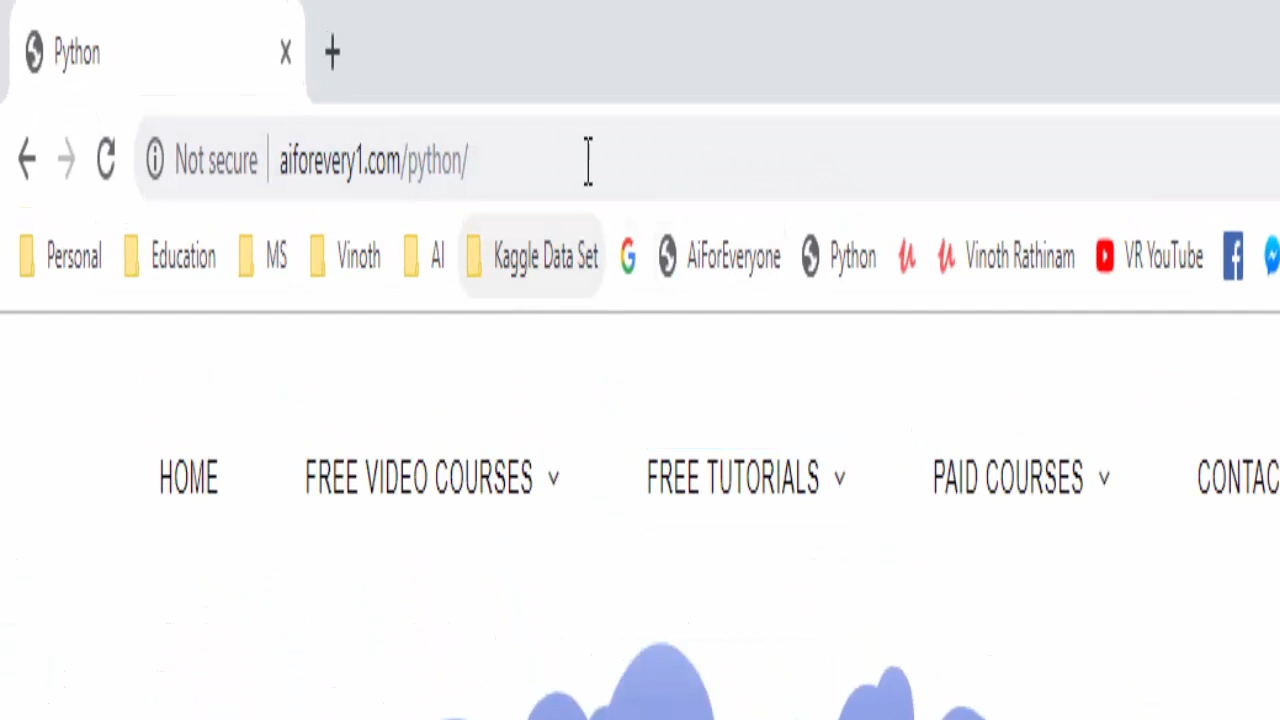 Python
Not secure aiforevery1.com/python/
Personal Education MS Vinoth AI Kaggle Data Set AiForEveryone Python Vinoth Rathinam VR YouTube
HOME FREE VIDEO COURSES FREE TUTORIALS PAID COURSES CONTAC